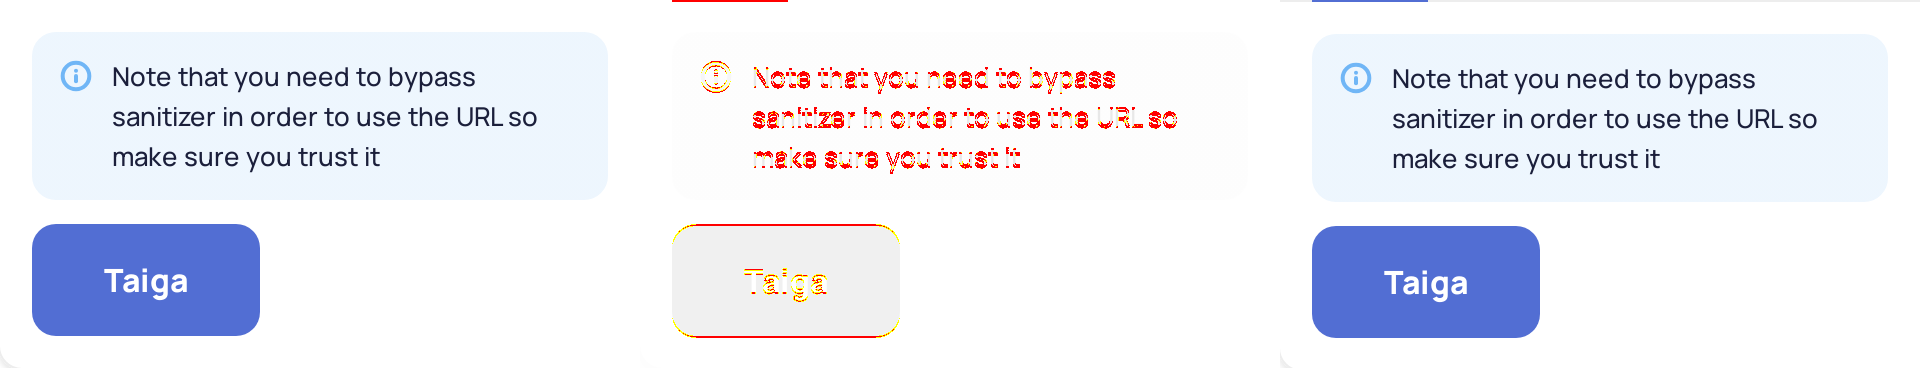 Note that you need to bypass
sanitizer in order to use the URL so
make sure you trust it
Taiga
Note that you need to bypass
sanitizer in order to use the URL so
make sure you trust it
Taiga
Note that you need to bypass
sanitizer in order to use the URL so
make sure you trust it
Taiga